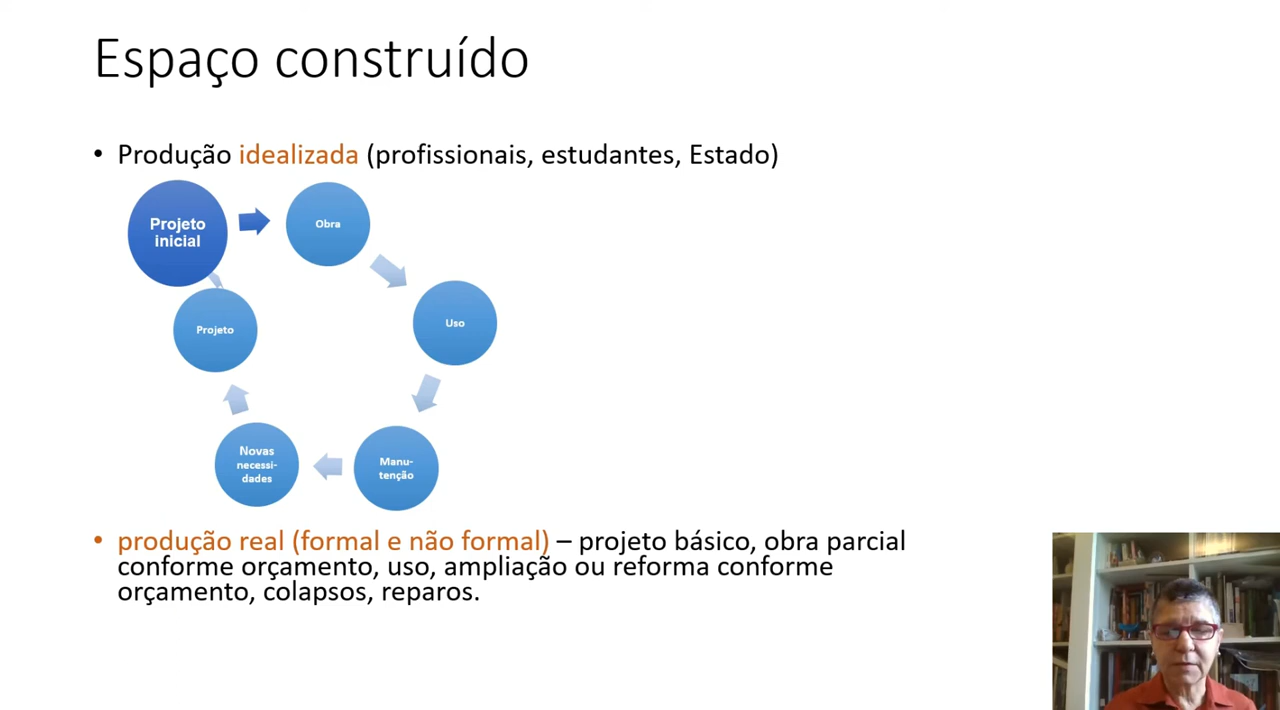 Espaço construído
• Produção idealizada (profissionais, estudantes, Estado)
Projeto
inicial
Obra
Uso
Manu-
tenção
Novas
necessi-
dades
Projeto
• produção real (formal e não formal) – projeto básico, obra parcial
conforme orçamento, uso, ampliação ou reforma conforme
orçamento, colapsos, reparos.